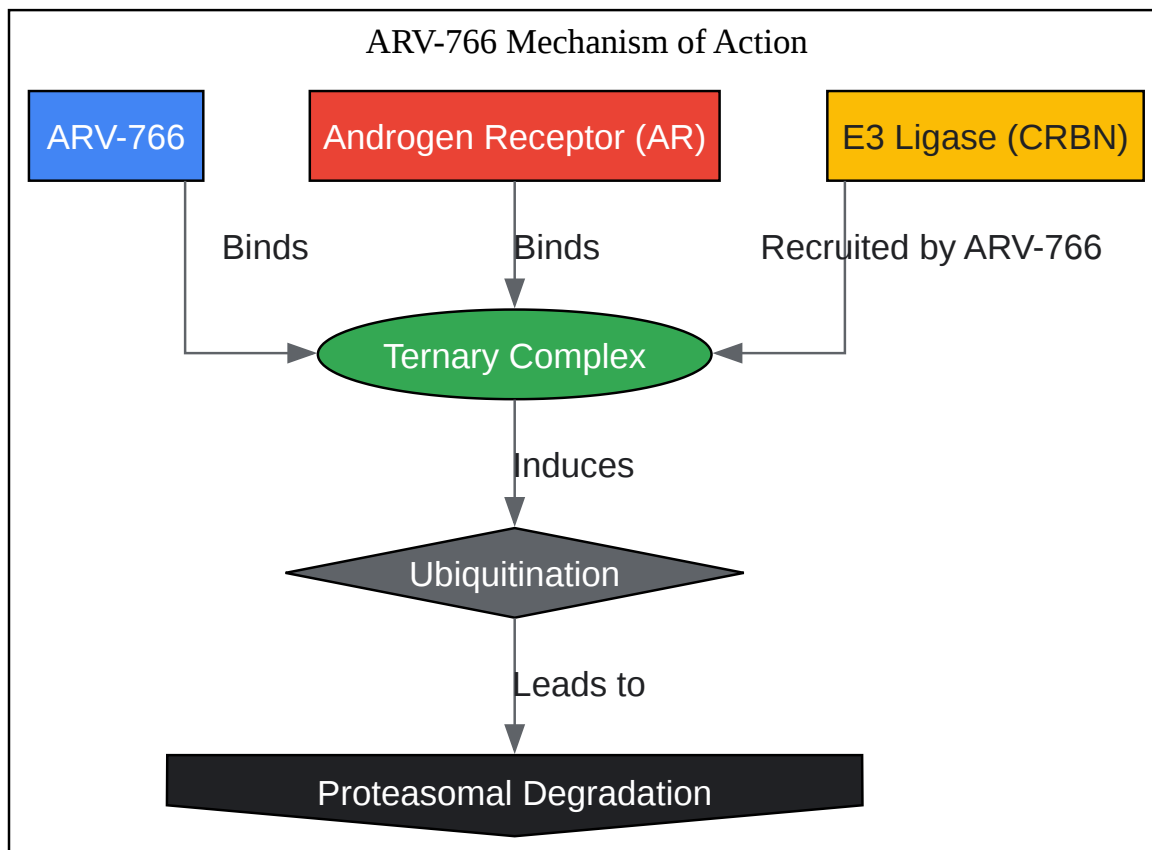 ARV-766 Mechanism of Action
ARV-766
Androgen Receptor (AR)
E3 Ligase (CRBN)
Binds
Binds
Recruited by ARV-766
Ternary Complex
Induces
Ubiquitination
Leads to
Proteasomal Degradation